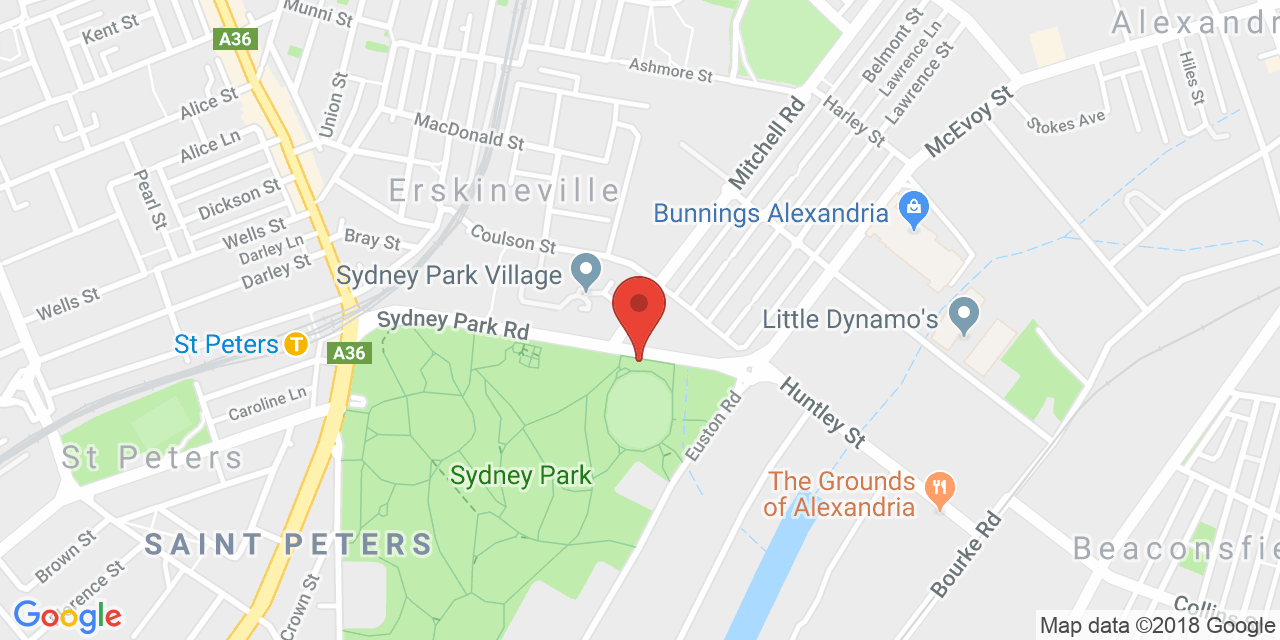 Kent St
Munni St
A36
Alexandr
Belmont St
Lawrence Ln
Lawrence St
Hiles St
Ashmore St
Alice St
Union St
Mitchell Rd
Harley St
McEvoy St
Stokes Ave
MacDonald St
Alice Ln
Pearl St
Dickson St
Erskineville
Bunnings Alexandria
Wells St
Darley Ln
Darley St
Bray St
Coulson St
Sydney Park Village
Wells St
Sydney Park Rd
Little Dynamo's
St Peters
T
A36
Caroline Ln
Huntley St
Euston Rd
St Peters
Sydney Park
The Grounds
of Alexandria
SAINT PETERS
Bourke Rd
Beaconsfie
Brown St
orence St
Crown St
Collins
Google
Map data ©2018 Google